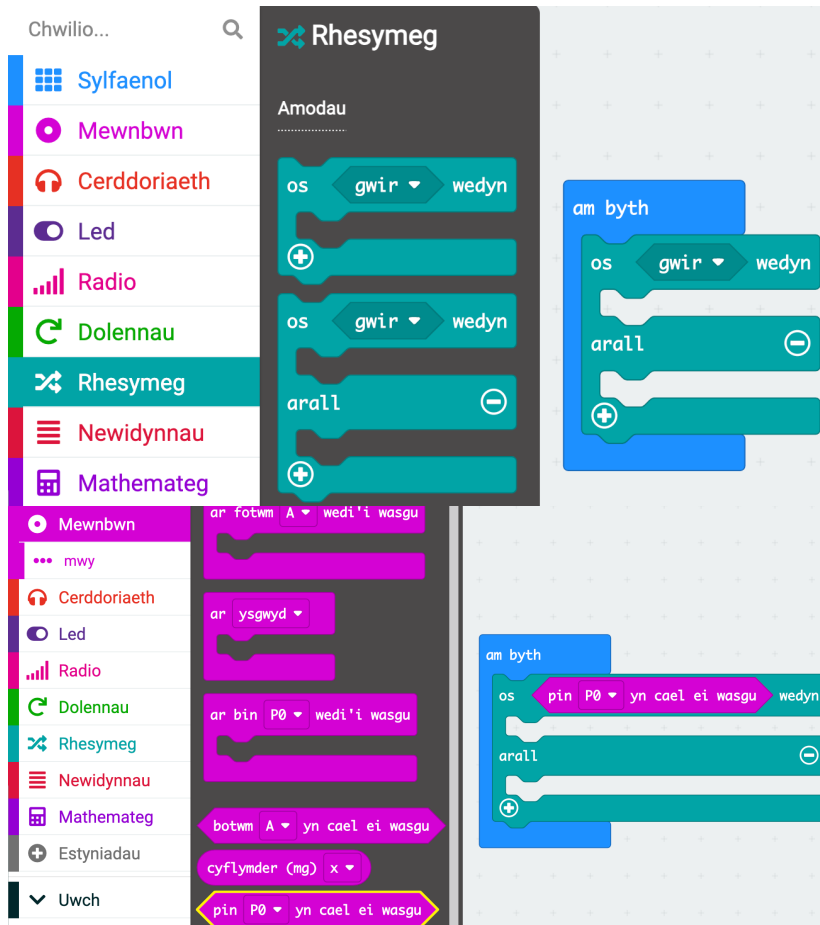 Chwilio...
Sylfaenol
Mewnbwn
Cerddoriaeth
Led
Radio
Dolennau
Rhesymeg
Newidynnau
Mathemateg
Rhesymeg
Amodau
os gwir wedyn
os gwir wedyn
arall
am byth
os gwir wedyn
arall
Mewnbwn
mwy
Cerddoriaeth
Led
Radio
Dolennau
Rhesymeg
Newidynnau
Mathemateg
Estyniadau
Uwch
ar fotwm A wedi'i wasgu
ar ysgwyd
ar bin P0 wedi'i wasgu
botwm A yn cael ei wasgu
cyflymder (mg) x
pin P0 yn cael ei wasgu
am byth
os pin P0 yn cael ei wasgu wedyn
arall